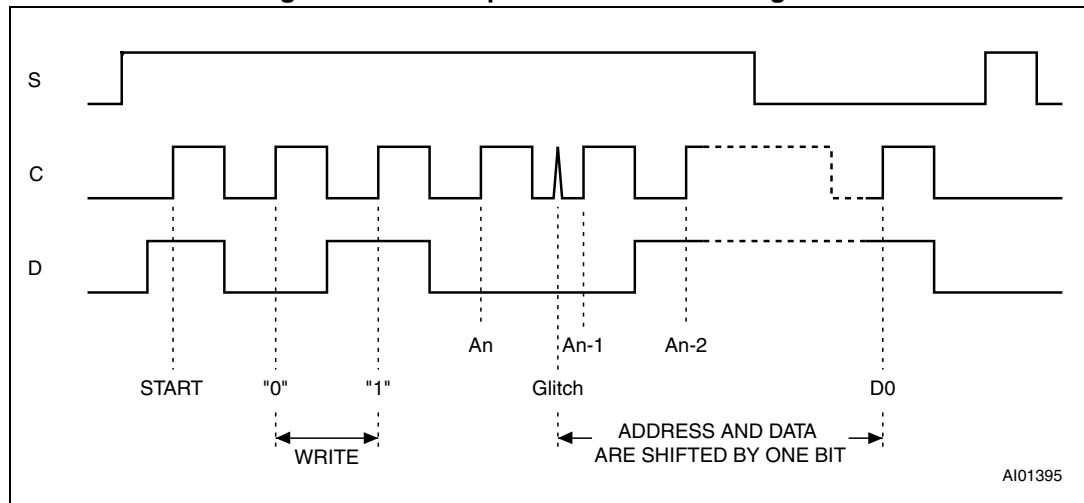 S
C
D
An An-1 An-2
START "0" "1" Glitch D0
WRITE
ADDRESS AND DATA
ARE SHIFTED BY ONE BIT
AI01395